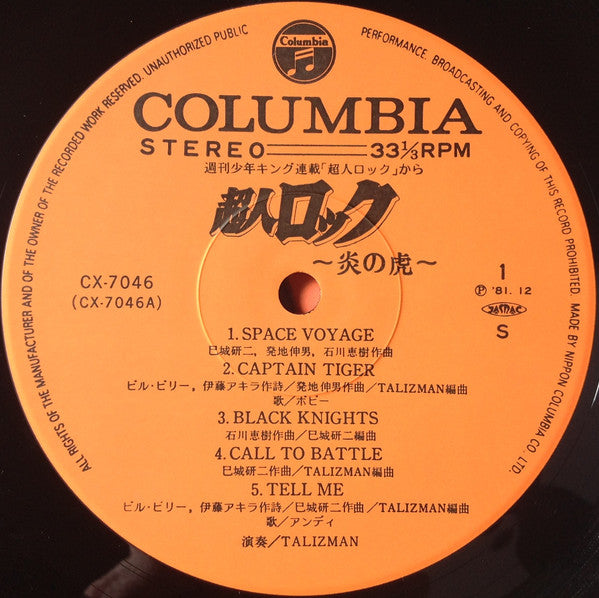 ALL RIGHTS OF THE MANUFACTURER AND OF THE OWNER OF THE RECORDED WORK RESERVED. UNAUTHORIZED PUBLIC PERFORMANCE, BROADCASTING AND COPYING OF THIS RECORD PROHIBITED. MADE BY NIPPON COLUMBIA CO., LTD.
Columbia
COLUMBIA
STEREO 33⅓RPM
週刊少年キング連載「超人ロック」から
超人ロック
～炎の虎～
CX-7046
(CX-7046A)
1
Ⓟ '81. 12
JASRAC
S
1. SPACE VOYAGE
巳城研二，発地伸男，石川恵樹作曲
2. CAPTAIN TIGER
ビル・ビリー，伊藤アキラ作詩／発地伸男作曲／TALIZMAN編曲
歌／ボビー
3. BLACK KNIGHTS
石川恵樹作曲／巳城研二編曲
4. CALL TO BATTLE
巳城研二作曲／TALIZMAN編曲
5. TELL ME
ビル・ビリー，伊藤アキラ作詩／巳城研二作曲／TALIZMAN編曲
歌／アンディ
演奏／TALIZMAN